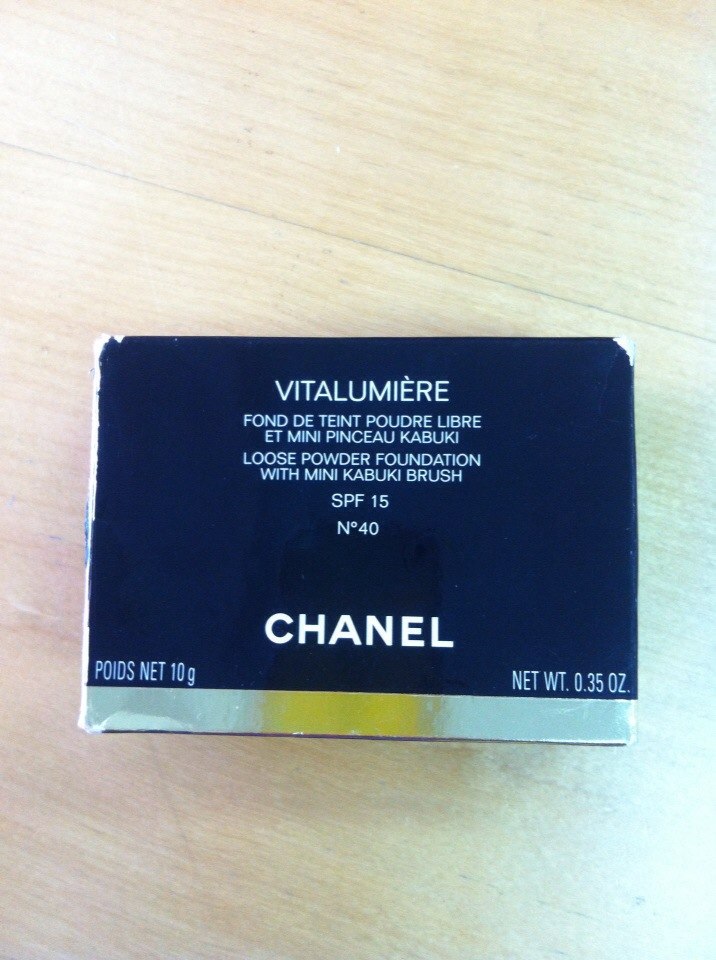 VITALUMIÈRE
FOND DE TEINT POUDRE LIBRE
ET MINI PINCEAU KABUKI
LOOSE POWDER FOUNDATION
WITH MINI KABUKI BRUSH
SPF 15
N°40
CHANEL
POIDS NET 10 g
NET WT. 0.35 OZ.